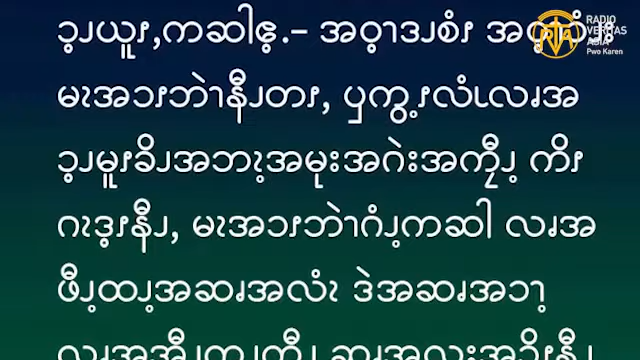 ၥ့ၪယူၭ,ကဆါဧ့.– အဝ့ၫဒၪစံၭ
မၩအၥၭဘဲၫနီၪတၭ, ပှကွ့ၭလံၬလၧအ
ၥ့ၪမူၭခိၪအဘၩ့အမုးအဂဲးအကၠီၪ့ ကိၭ
ဂၩဒ့ၭနီၪ, မၩအၥၭဘဲၫဂံၪ့ကဆါ လၧအ
ဖီၪ့ထၪ့အဆၧအလံၩ ဒဲအဆၧအၥၫ့
RADIO
VERITAS
ASIA
Pwo Karen